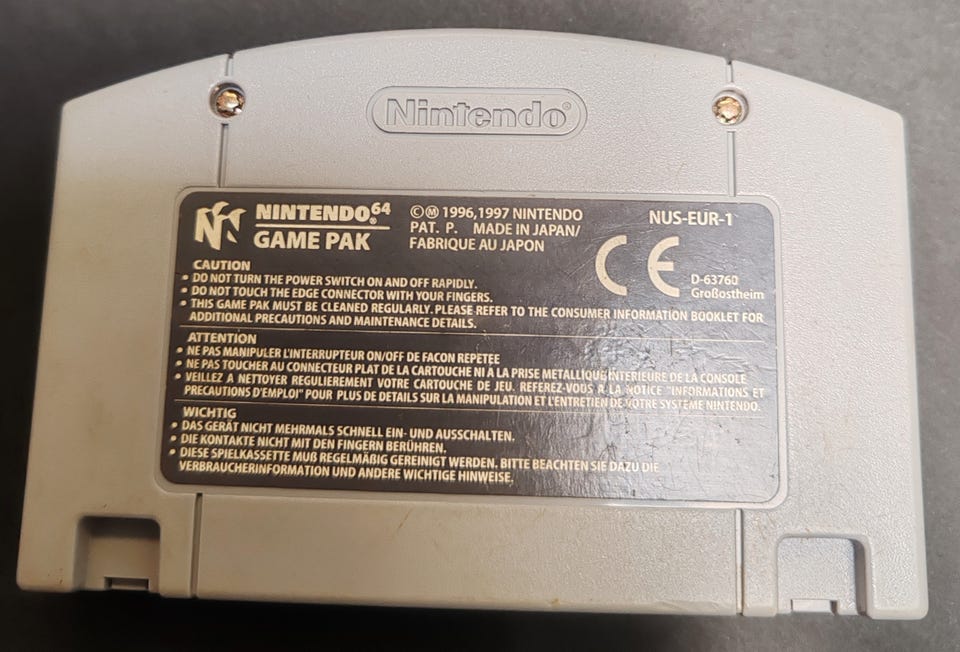 Nintendo®
NINTENDO64®
GAME PAK
©Ⓜ 1996,1997 NINTENDO
PAT. P. MADE IN JAPAN/
FABRIQUE AU JAPON
NUS-EUR-1
CE
D-63760
Großostheim
CAUTION
• DO NOT TURN THE POWER SWITCH ON AND OFF RAPIDLY.
• DO NOT TOUCH THE EDGE CONNECTOR WITH YOUR FINGERS.
• THIS GAME PAK MUST BE CLEANED REGULARLY. PLEASE REFER TO THE CONSUMER INFORMATION BOOKLET FOR
ADDITIONAL PRECAUTIONS AND MAINTENANCE DETAILS.
ATTENTION
• NE PAS MANIPULER L'INTERRUPTEUR ON/OFF DE FACON REPETEE
• NE PAS TOUCHER AU CONNECTEUR PLAT DE LA CARTOUCHE NI À LA PRISE METALLIQUE INTERIEURE DE LA CONSOLE
• VEILLEZ A NETTOYER REGULIEREMENT VOTRE CARTOUCHE DE JEU. REFEREZ-VOUS A LA NOTICE "INFORMATIONS ET
PRECAUTIONS D'EMPLOI" POUR PLUS DE DETAILS SUR LA MANIPULATION ET L'ENTRETIEN DE VOTRE SYSTEME NINTENDO.
WICHTIG
• DAS GERÄT NICHT MEHRMALS SCHNELL EIN- UND AUSSCHALTEN.
• DIE KONTAKTE NICHT MIT DEN FINGERN BERÜHREN.
• DIESE SPIELKASSETTE MUß REGELMÄßIG GEREINIGT WERDEN. BITTE BEACHTEN SIE DAZU DIE
VERBRAUCHERINFORMATION UND ANDERE WICHTIGE HINWEISE.